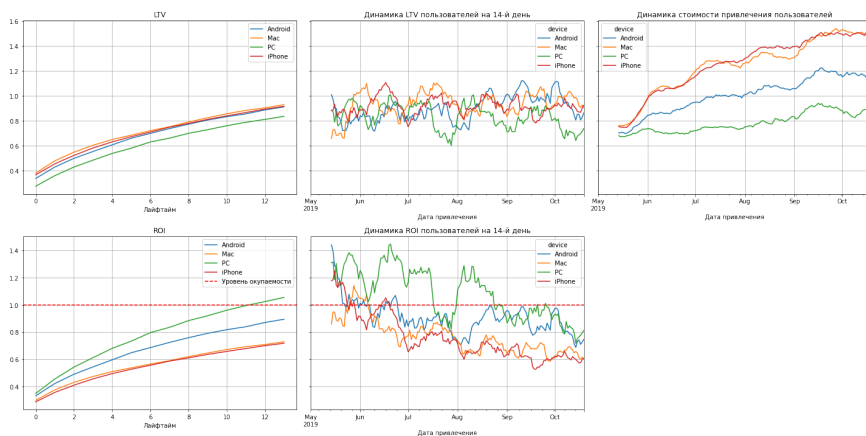 LTV
1.6
1.4
1.2
1.0
0.8
0.6
0.4
Android
Mac
PC
iPhone
0 2 4 6 8 10 12
Лайфтайм
Динамика LTV пользователей на 14-й день
device
Android
Mac
PC
iPhone
May
2019
Jun Jul Aug Sep Oct
Дата привлечения
Динамика стоимости привлечения пользователей
device
Android
Mac
PC
iPhone
May
2019
Jun Jul Aug Sep Oct
Дата привлечения
ROI
1.4
1.2
1.0
0.8
0.6
0.4
Android
Mac
PC
iPhone
Уровень окупаемости
0 2 4 6 8 10 12
Лайфтайм
Динамика ROI пользователей на 14-й день
device
Android
Mac
PC
iPhone
May
2019
Jun Jul Aug Sep Oct
Дата привлечения